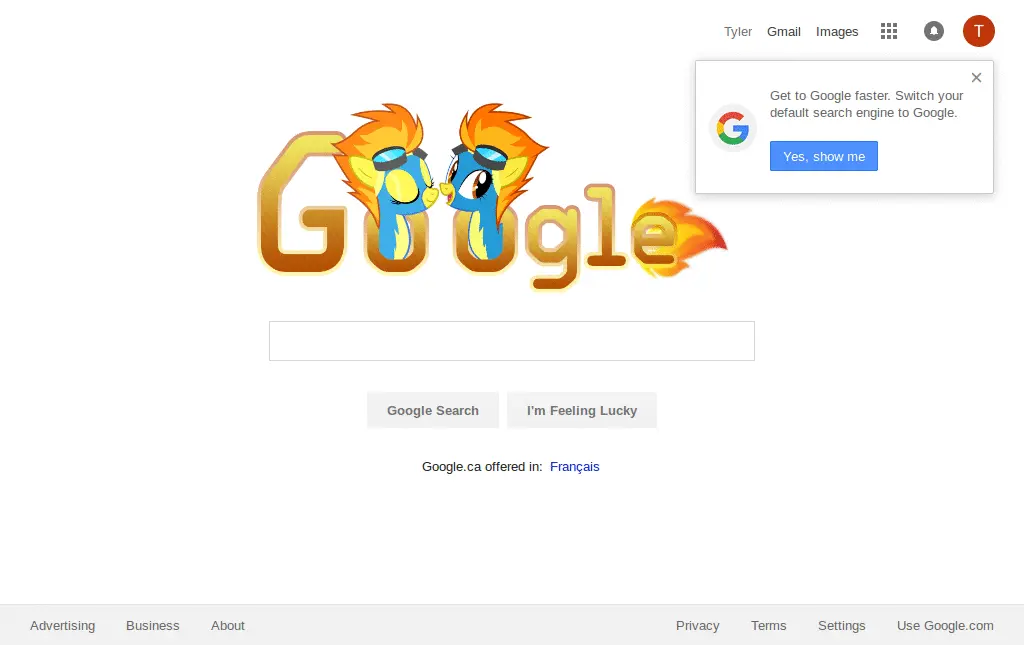 Tyler Gmail Images T
Get to Google faster. Switch your
default search engine to Google.
G
Yes, show me
Google
Google Search I'm Feeling Lucky
Google.ca offered in: Français
Advertising Business About Privacy Terms Settings Use Google.com